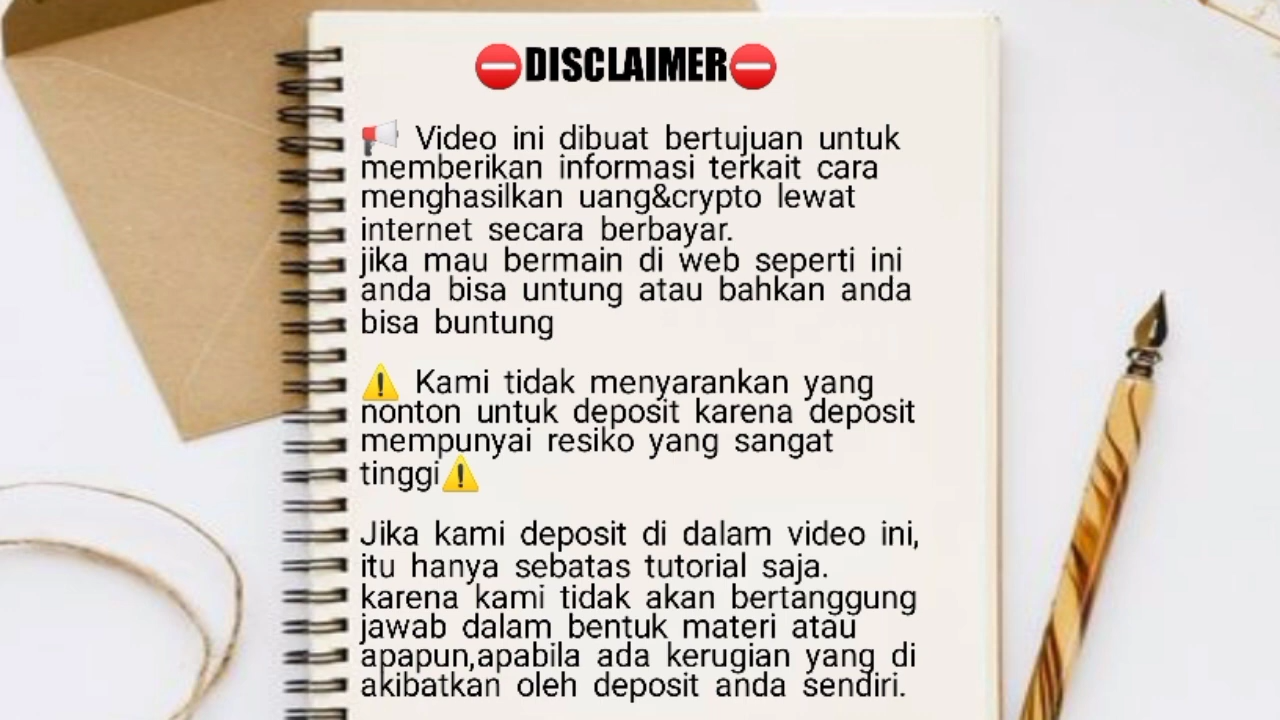 ⛔DISCLAIMER⛔
📢 Video ini dibuat bertujuan untuk
memberikan informasi terkait cara
menghasilkan uang&crypto lewat
internet secara berbayar.
jika mau bermain di web seperti ini
anda bisa untung atau bahkan anda
bisa buntung
⚠️ Kami tidak menyarankan yang
nonton untuk deposit karena deposit
mempunyai resiko yang sangat
tinggi⚠️
Jika kami deposit di dalam video ini,
itu hanya sebatas tutorial saja.
karena kami tidak akan bertanggung
jawab dalam bentuk materi atau
apapun,apabila ada kerugian yang di
akibatkan oleh deposit anda sendiri.